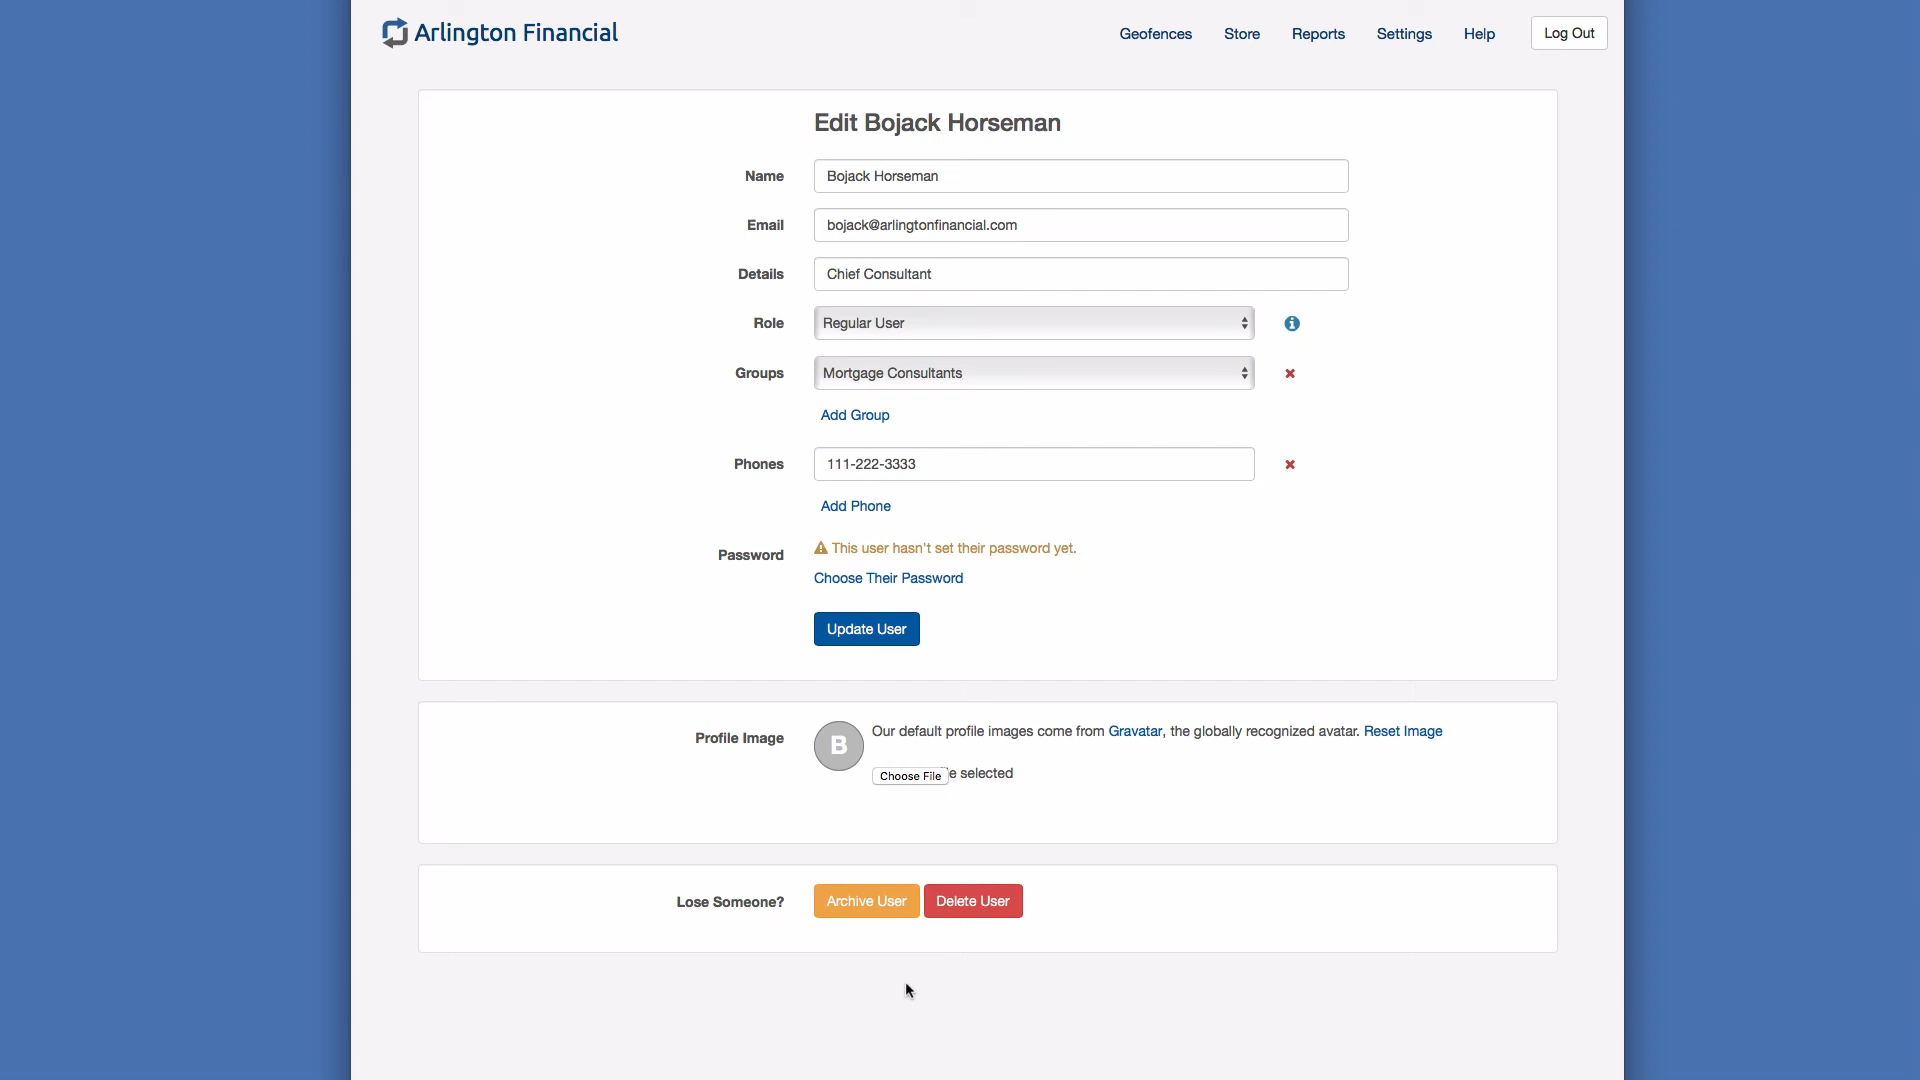 Arlington Financial
Geofences Store Reports Settings Help Log Out
Edit Bojack Horseman
Name Bojack Horseman
Email bojack@arlingtonfinancial.com
Details Chief Consultant
Role Regular User
Groups Mortgage Consultants
Add Group
Phones 111-222-3333
Add Phone
Password This user hasn't set their password yet.
Choose Their Password
Update User
Profile Image B Our default profile images come from Gravatar, the globally recognized avatar. Reset Image
Choose File e selected
Lose Someone? Archive User Delete User